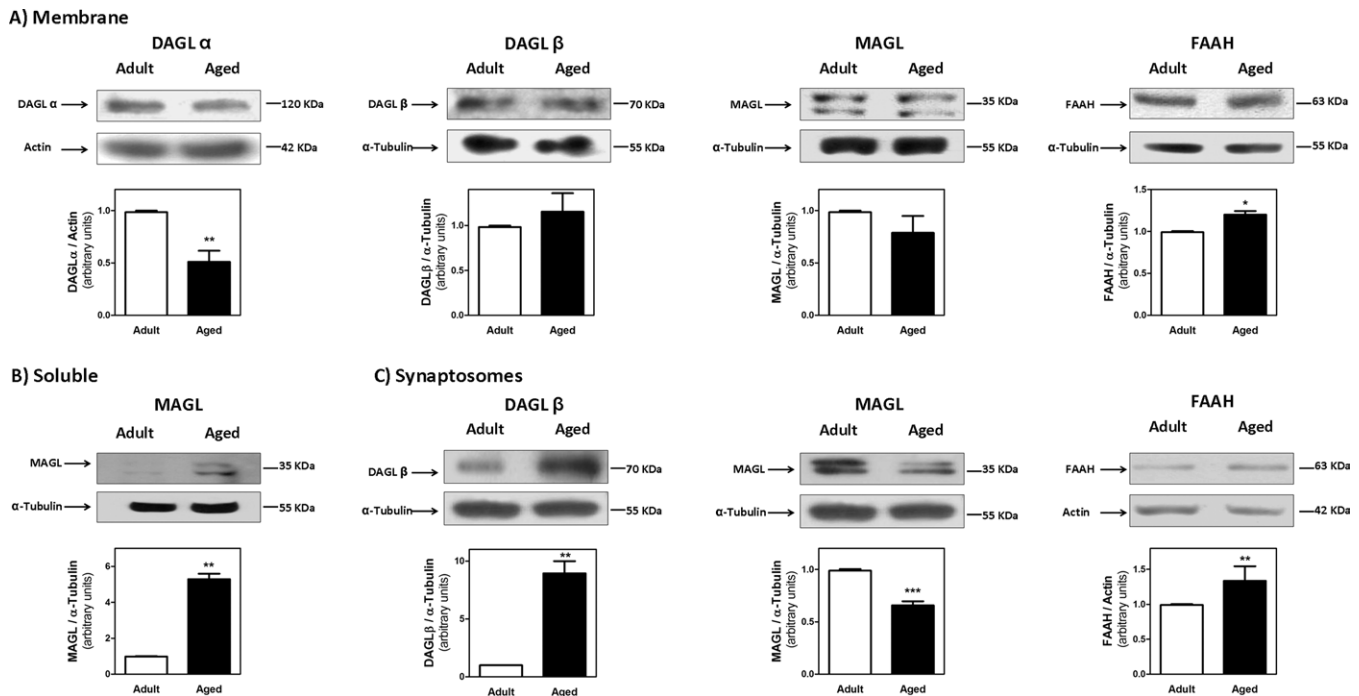 A) Membrane
DAGL α
Adult Aged
DAGL α
120 KDa
Actin
42 KDa
DAGLα / Actin
(arbitrary units)
1.0
0.5
0.0
**
Adult Aged
DAGL β
Adult Aged
DAGL β
70 KDa
α-Tubulin
55 KDa
DAGLβ / α-Tubulin
(arbitrary units)
1.0
0.5
0.0
Adult Aged
MAGL
Adult Aged
MAGL
35 KDa
α-Tubulin
55 KDa
MAGL / α-Tubulin
(arbitrary units)
1.0
0.5
0.0
Adult Aged
FAAH
Adult Aged
FAAH
63 KDa
α-Tubulin
55 KDa
FAAH / α-Tubulin
(arbitrary units)
1.5
1.0
0.5
0.0
*
Adult Aged
B) Soluble
MAGL
Adult Aged
MAGL
35 KDa
α-Tubulin
55 KDa
MAGL / α-Tubulin
(arbitrary units)
6
4
2
0
**
Adult Aged
C) Synaptosomes
DAGL β
Adult Aged
DAGL β
70 KDa
α-Tubulin
55 KDa
DAGLβ / α-Tubulin
(arbitrary units)
10
5
0
**
Adult Aged
MAGL
Adult Aged
MAGL
35 KDa
α-Tubulin
55 KDa
MAGL / α-Tubulin
(arbitrary units)
1.0
0.5
0.0
***
Adult Aged
FAAH
Adult Aged
FAAH
63 KDa
Actin
42 KDa
FAAH / Actin
(arbitrary units)
1.5
1.0
0.5
0.0
**
Adult Aged